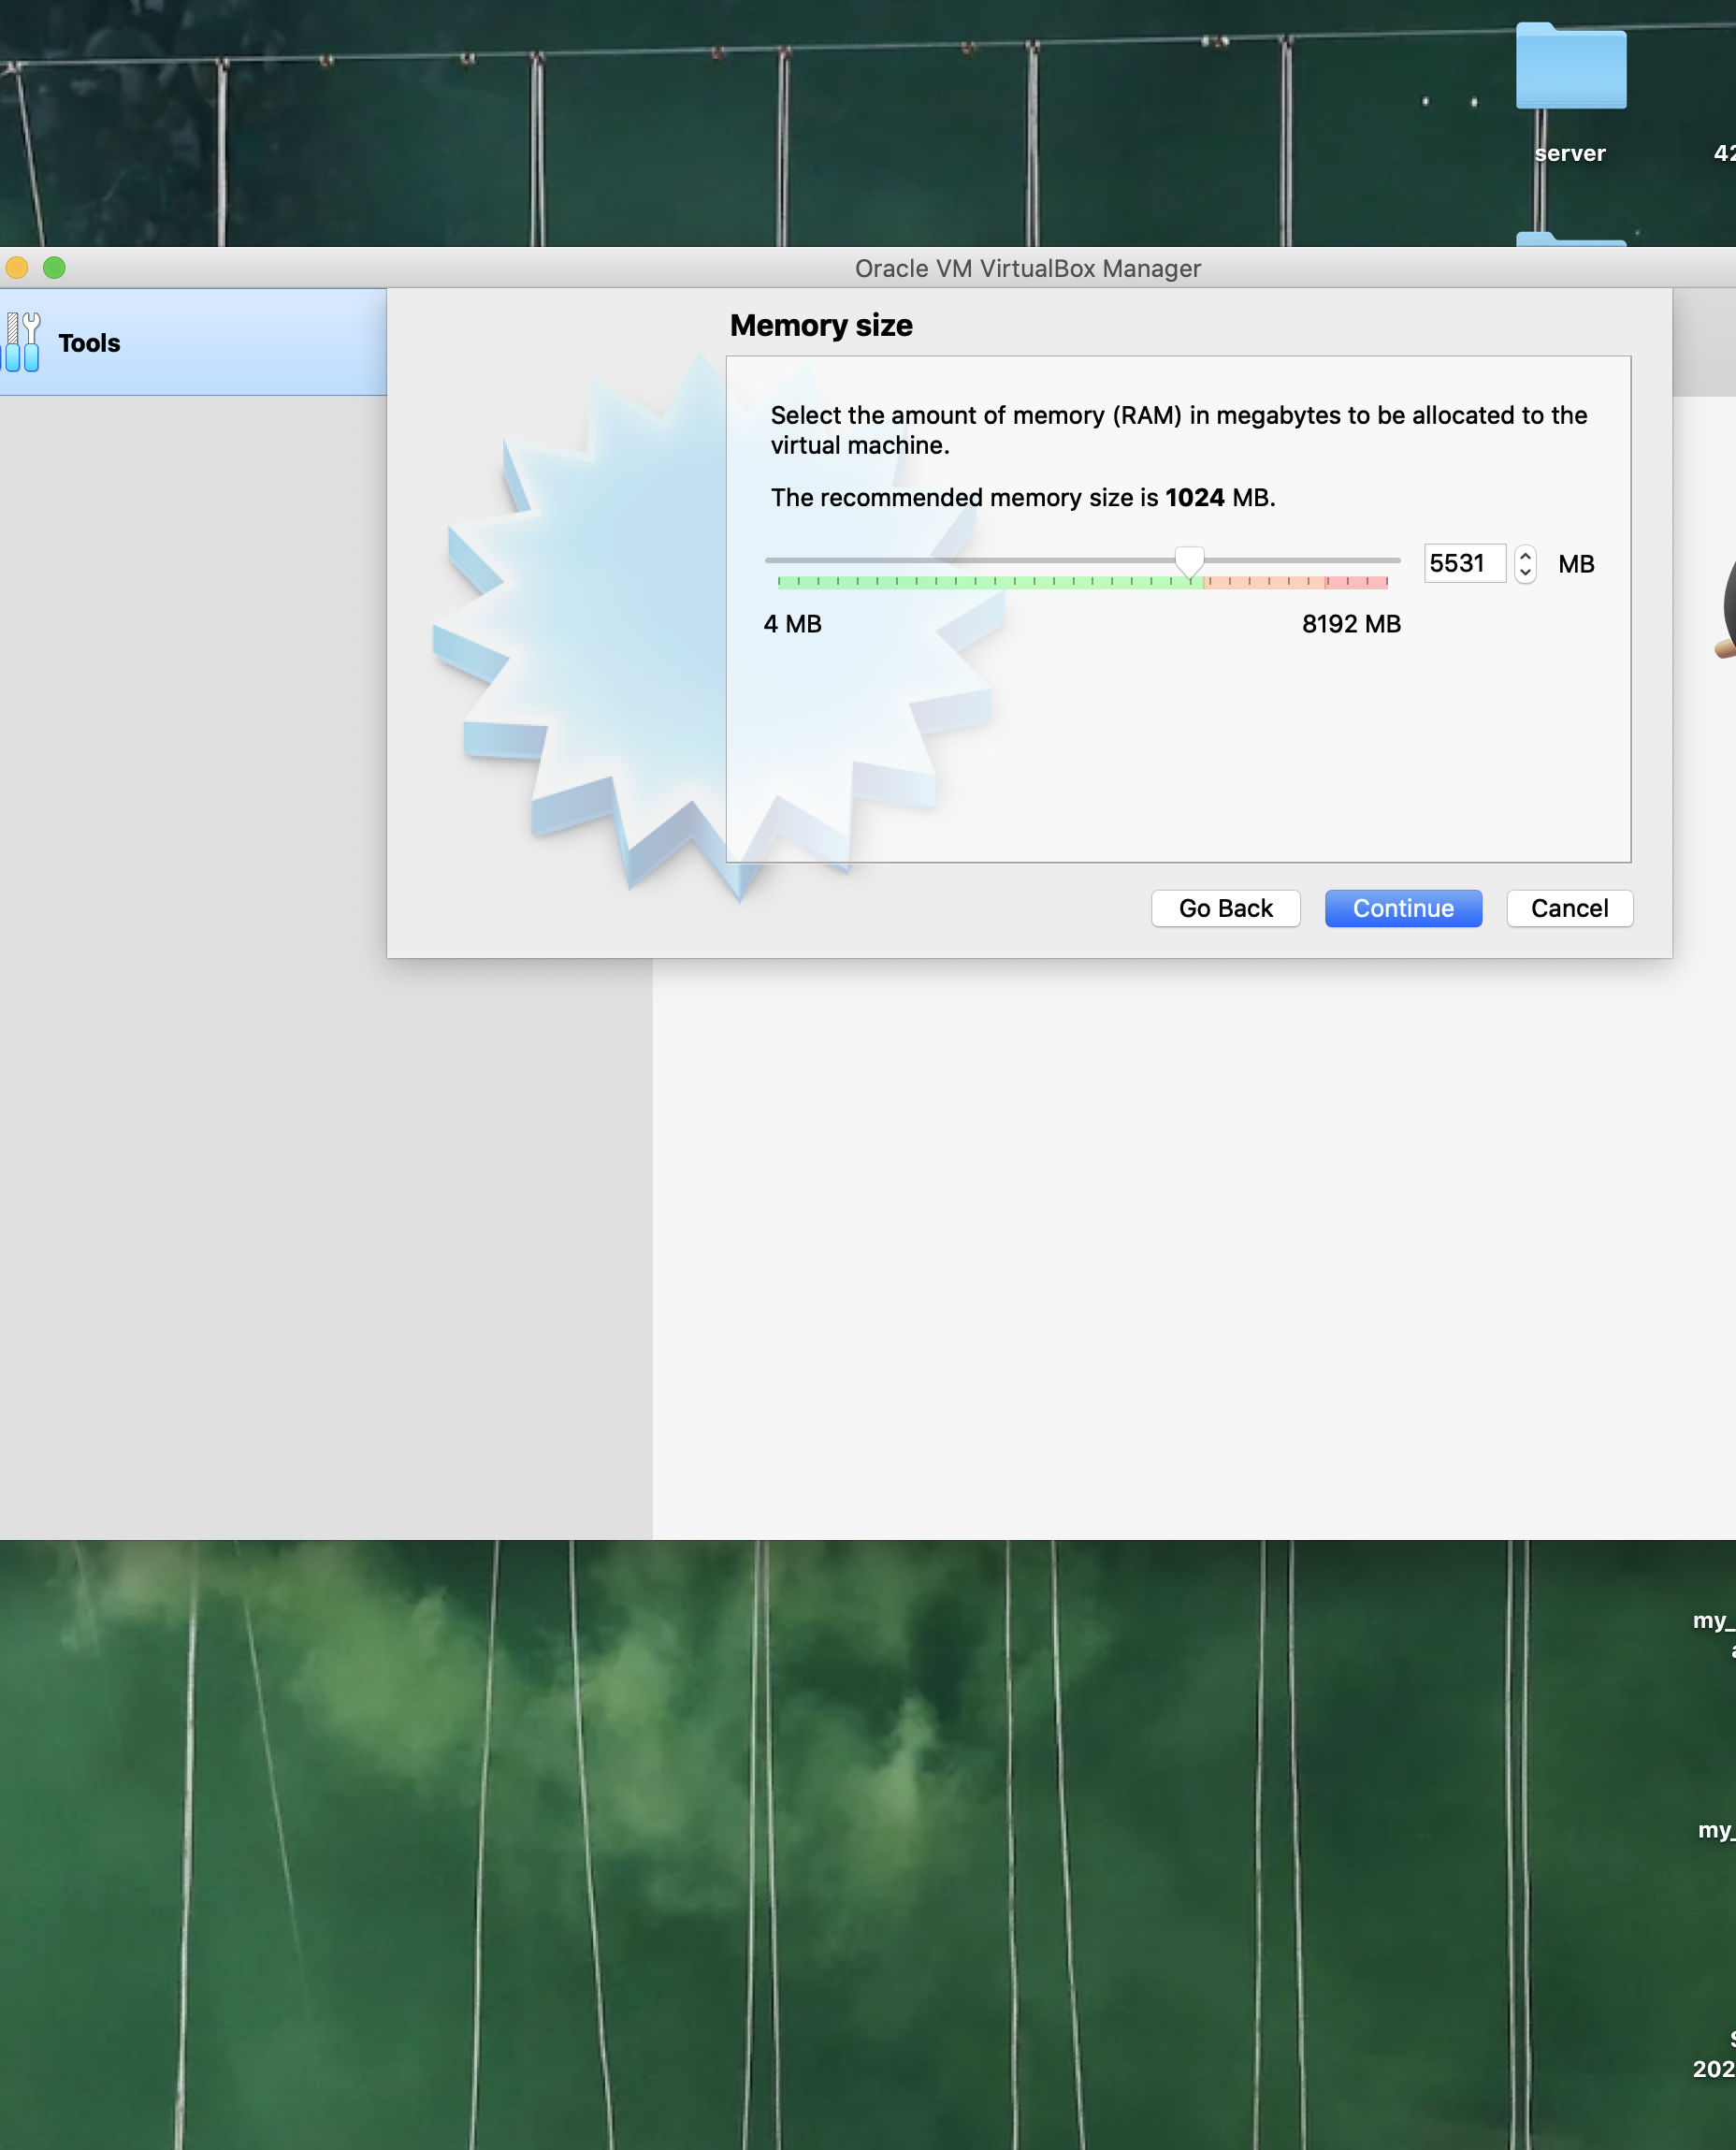 server
42
Oracle VM VirtualBox Manager
Tools
Memory size
Select the amount of memory (RAM) in megabytes to be allocated to the
virtual machine.
The recommended memory size is 1024 MB.
5531 MB
4 MB 8192 MB
Go Back Continue Cancel
my_
a
my_
S
202